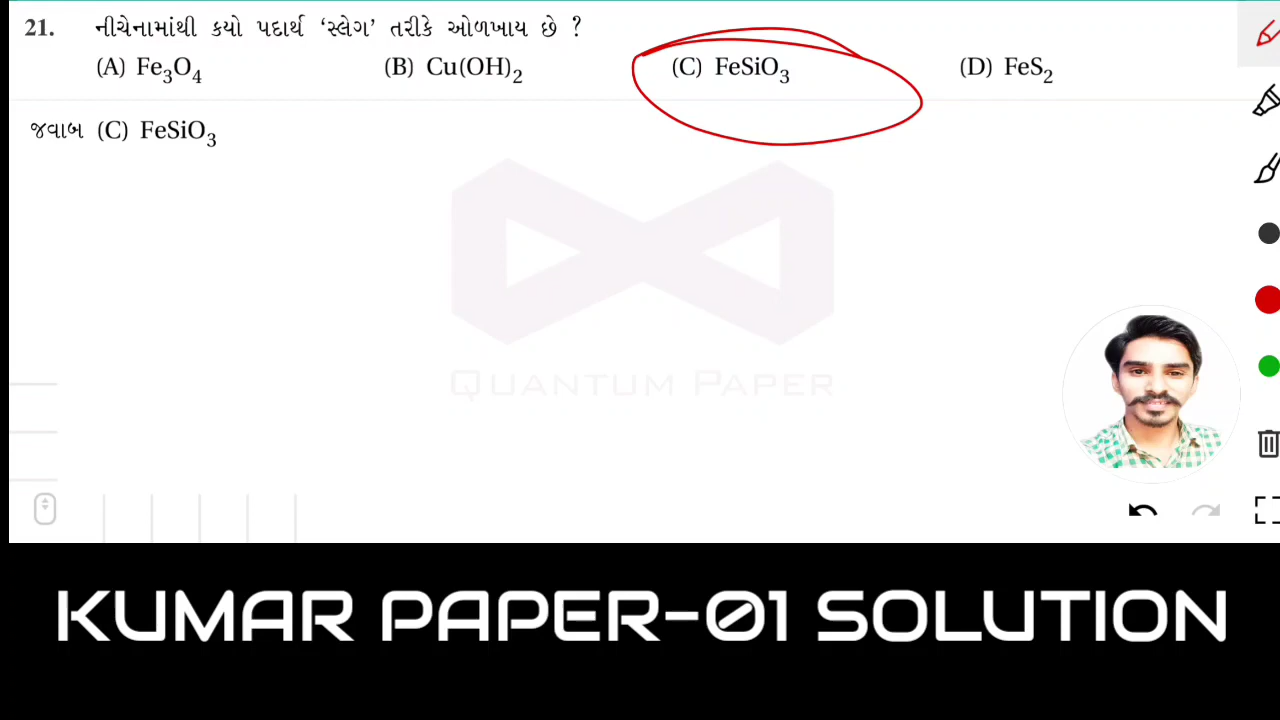 21. નીચેનામાંથી કયો પદાર્થ ‘સ્લેગ’ તરીકે ઓળખાય છે ?
(A) Fe₃O₄ (B) Cu(OH)₂ (C) FeSiO₃ (D) FeS₂
જવાબ (C) FeSiO₃
QUANTUM PAPER
KUMAR PAPER-01 SOLUTION